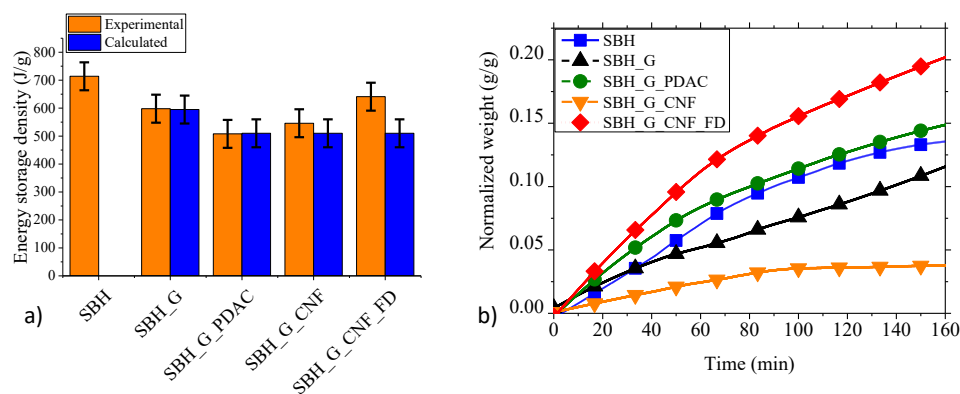 a)
Experimental
Calculated
Energy storage density (J/g)
800
700
600
500
400
300
200
100
0
SBH
SBH_G
SBH_G_PDAC
SBH_G_CNF
SBH_G_CNF_FD
b)
SBH
SBH_G
SBH_G_PDAC
SBH_G_CNF
SBH_G_CNF_FD
Normalized weight (g/g)
0.20
0.15
0.10
0.05
0.00
0 20 40 60 80 100 120 140 160
Time (min)